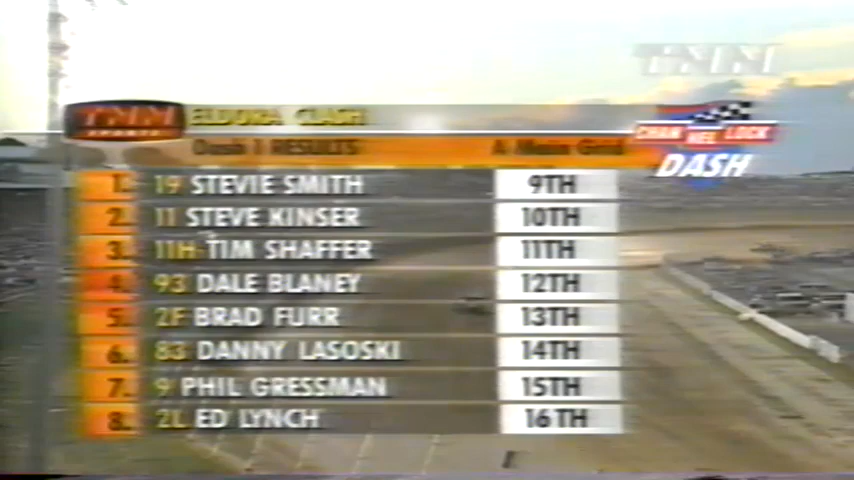 TNN
TNN
SPORTS
ELDORA CLASH
Dash 1 RESULTS A Main Grid
CHANNELLOCK
DASH
1. 19 STEVIE SMITH 9TH
2. 11 STEVE KINSER 10TH
3. 11H TIM SHAFFER 11TH
4. 93 DALE BLANEY 12TH
5. 2F BRAD FURR 13TH
6. 83 DANNY LASOSKI 14TH
7. 9 PHIL GRESSMAN 15TH
8. 2L ED LYNCH 16TH